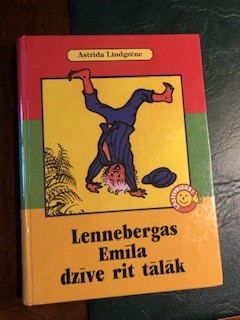 Astrida Lindgrēne
Lennebergas
Emīla
dzīve rit tālāk